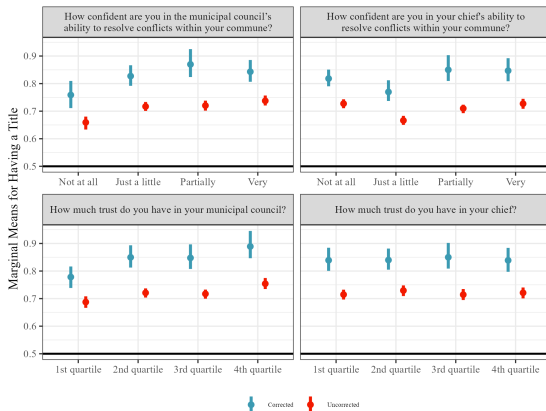 How confident are you in the municipal council's
ability to resolve conflicts within your commune?
How confident are you in your chief's ability to
resolve conflicts within your commune?
Marginal Means for Having a Title
0.9
0.8
0.7
0.6
0.5
Not at all Just a little Partially Very
Not at all Just a little Partially Very
How much trust do you have in your municipal council?
How much trust do you have in your chief?
0.9
0.8
0.7
0.6
0.5
1st quartile 2nd quartile 3rd quartile 4th quartile
1st quartile 2nd quartile 3rd quartile 4th quartile
Corrected Uncorrected